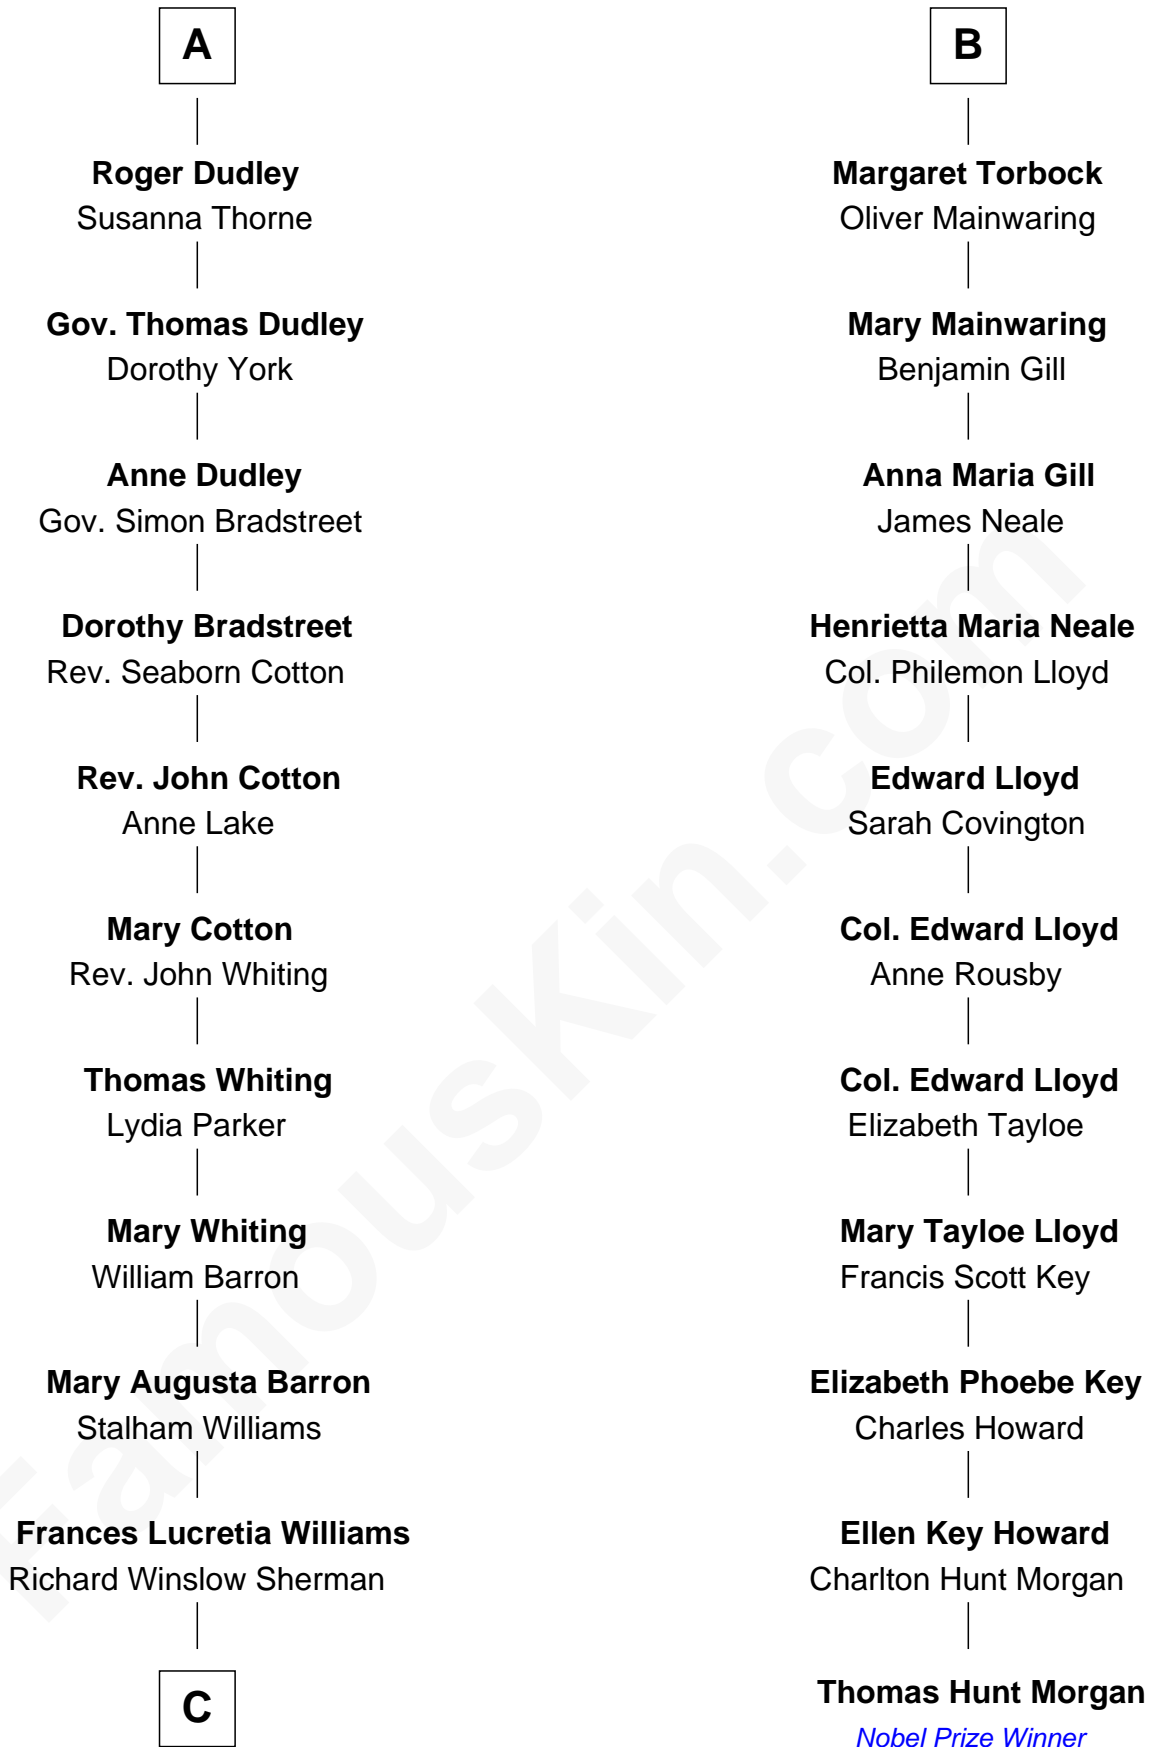 A
Roger Dudley
Susanna Thorne
Gov. Thomas Dudley
Dorothy York
Anne Dudley
Gov. Simon Bradstreet
Dorothy Bradstreet
Rev. Seaborn Cotton
Rev. John Cotton
Anne Lake
Mary Cotton
Rev. John Whiting
Thomas Whiting
Lydia Parker
Mary Whiting
William Barron
Mary Augusta Barron
Stalham Williams
Frances Lucretia Williams
Richard Winslow Sherman
C
B
Margaret Torbock
Oliver Mainwaring
Mary Mainwaring
Benjamin Gill
Anna Maria Gill
James Neale
Henrietta Maria Neale
Col. Philemon Lloyd
Edward Lloyd
Sarah Covington
Col. Edward Lloyd
Anne Rousby
Col. Edward Lloyd
Elizabeth Tayloe
Mary Tayloe Lloyd
Francis Scott Key
Elizabeth Phoebe Key
Charles Howard
Ellen Key Howard
Charlton Hunt Morgan
Thomas Hunt Morgan
Nobel Prize Winner
FamousKin.com